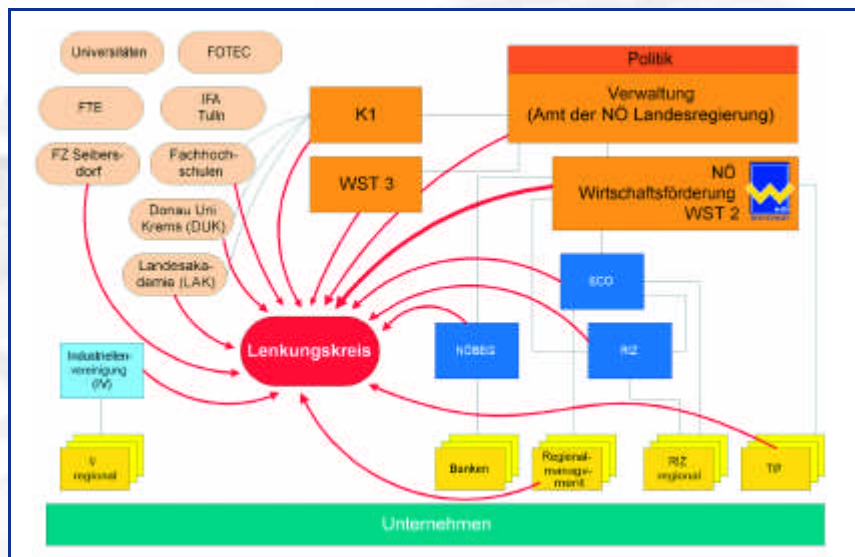 Universitäten
FOTEC
FTE
IFA
Tulln
FZ Seibers-
dorf
Fachhoch-
schulen
Donau Uni
Krems (DUK)
Landesaka-
demie (LAK)
K1
WST 3
Politik
Verwaltung
(Amt der NÖ Landesregierung)
NÖ
Wirtschaftsförderung
WST 2
ECO
Lenkungskreis
NÖBEG
RIZ
Industriellen-
vereinigung
(IV)
regional
Banken
Regional-
manage-
ment
RIZ
regional
Unternehmen